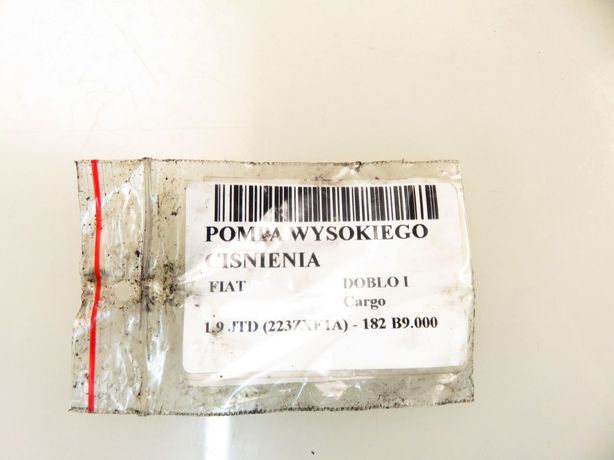 POMPA WYSOKIEGO
CISNIENIA
FIAT DOBLO I
Cargo
1.9 JTD (223ZXF1A) - 182 B9.000